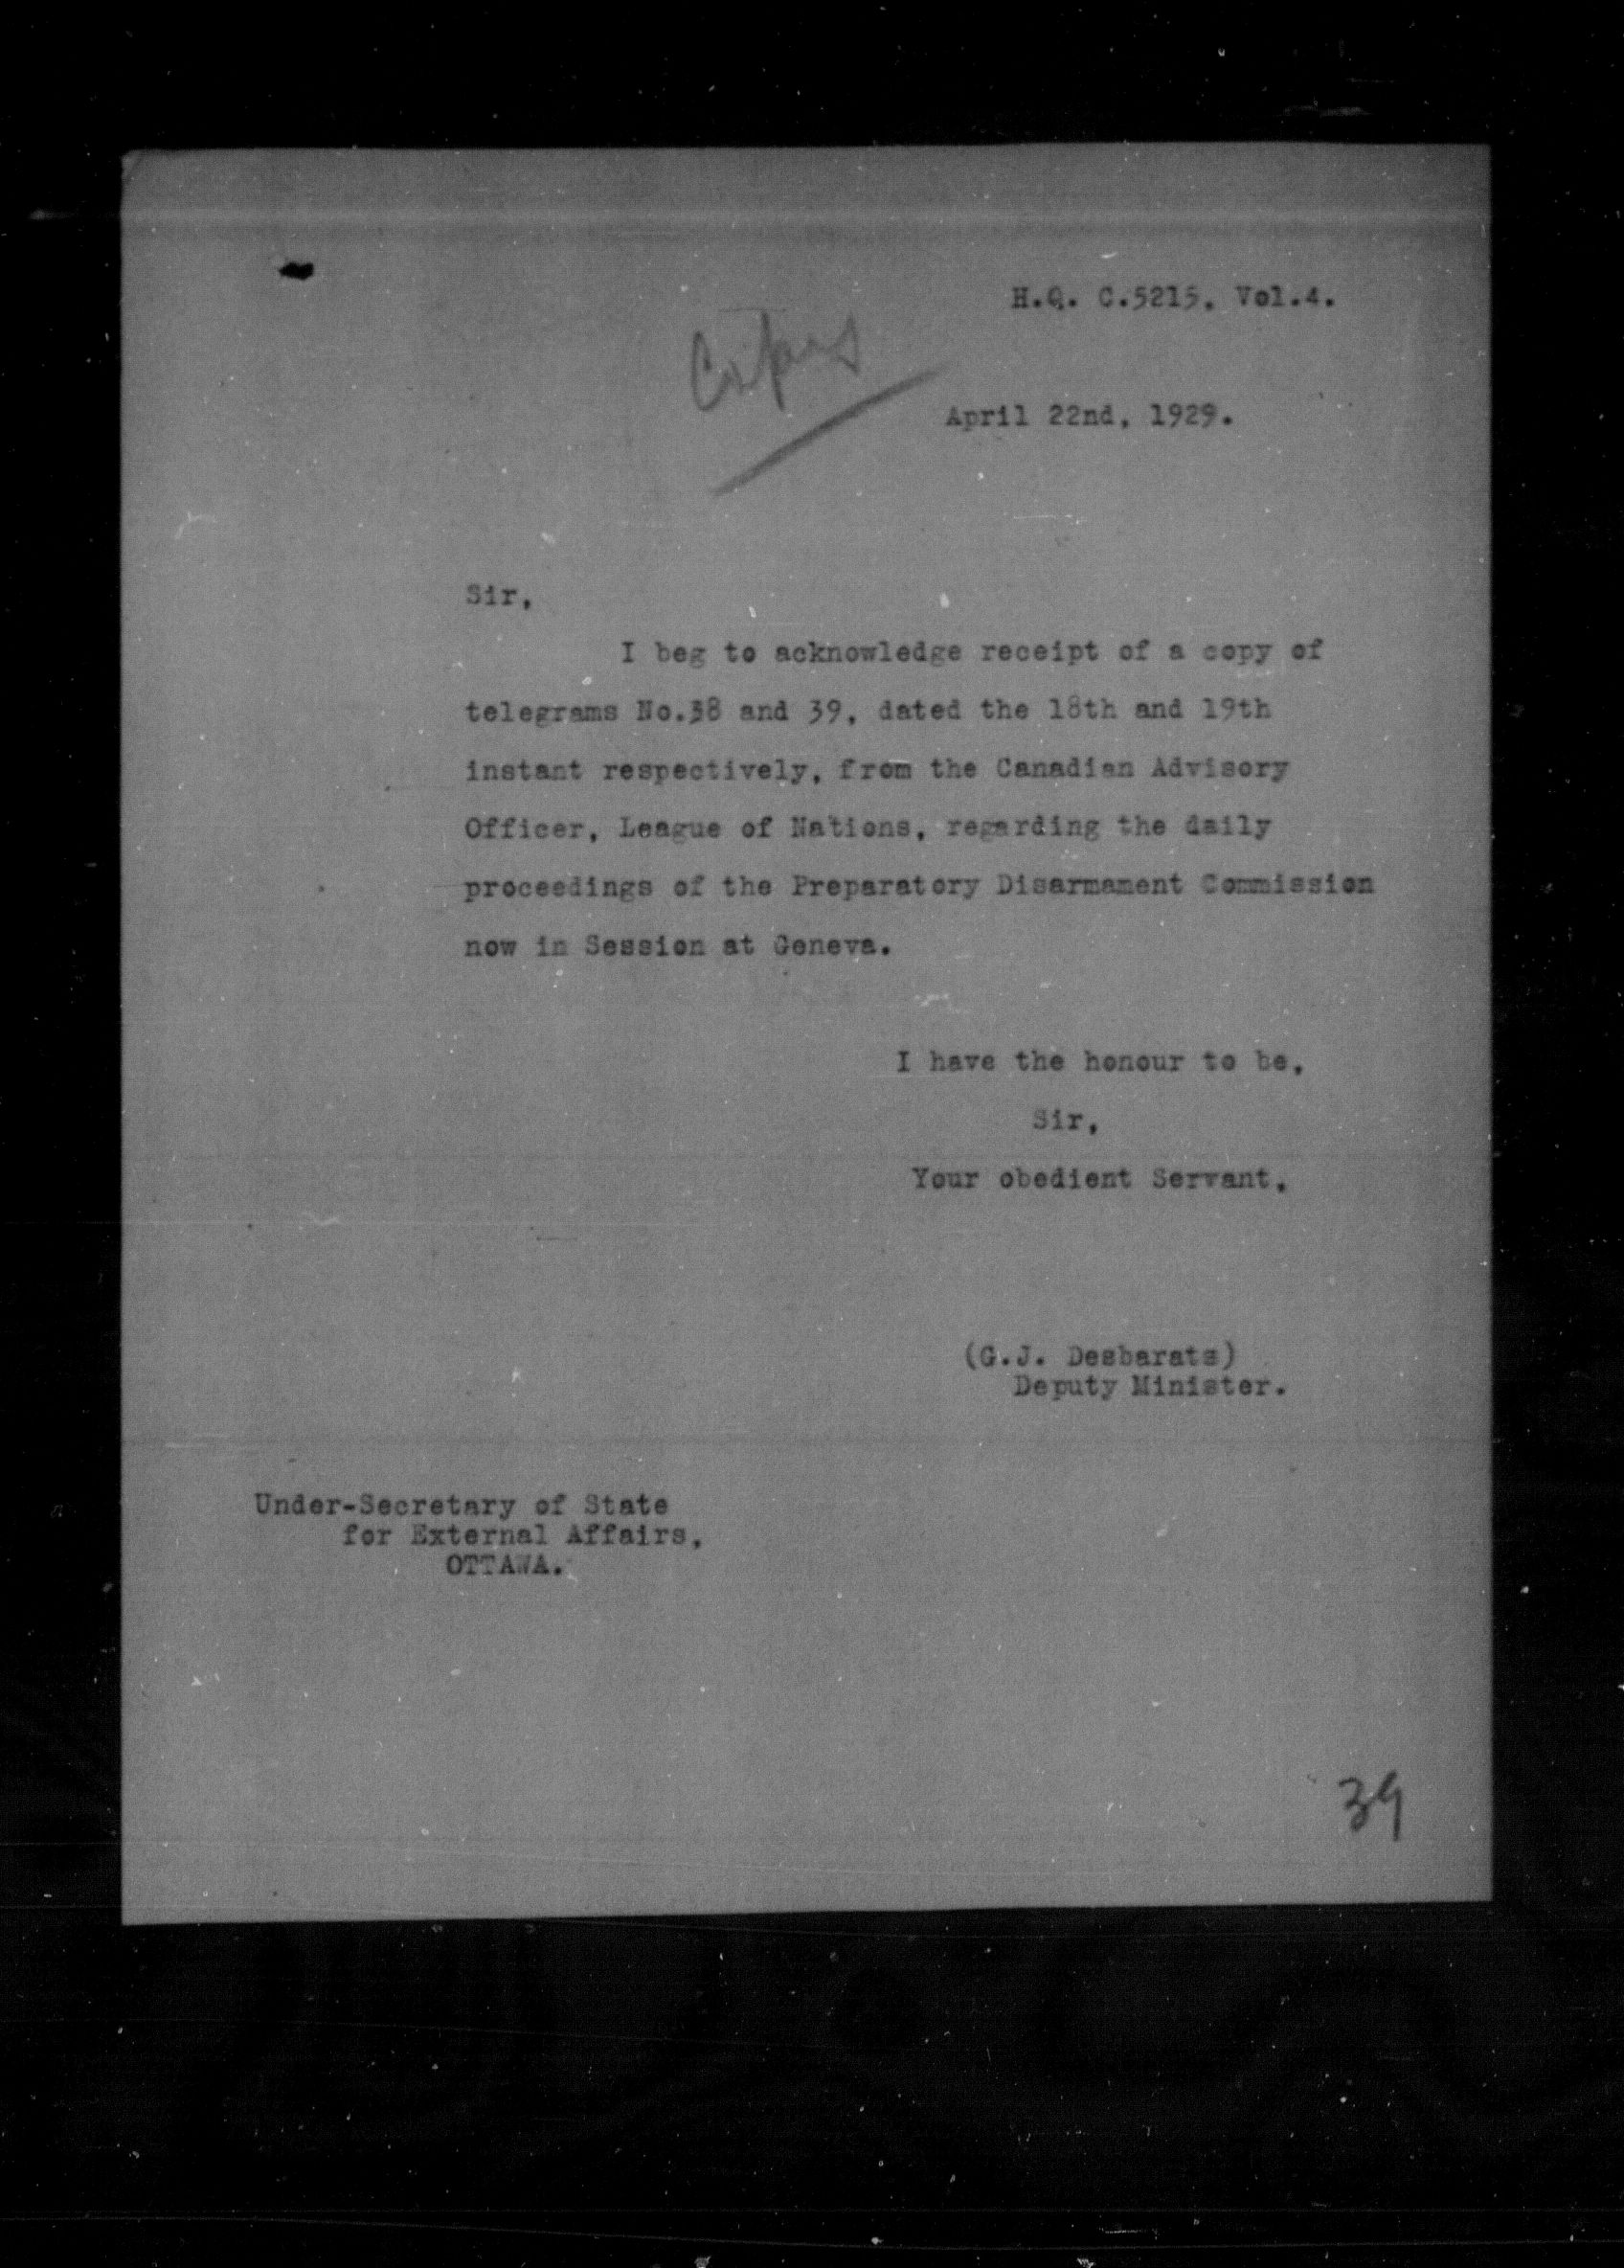 H.Q. C.5215, Vol.4.
April 22nd, 1929.
Sir,
I beg to acknowledge receipt of a copy of
telegrams No.38 and 39, dated the 18th and 19th
instant respectively, from the Canadian Advisory
Officer, League of Nations, regarding the daily
proceedings of the Preparatory Disarmament Commission
now in Session at Geneva.
I have the honour to be,
Sir,
Your obedient Servant,
(G.J. Desbarats)
Deputy Minister.
Under-Secretary of State
for External Affairs,
OTTAWA.
39